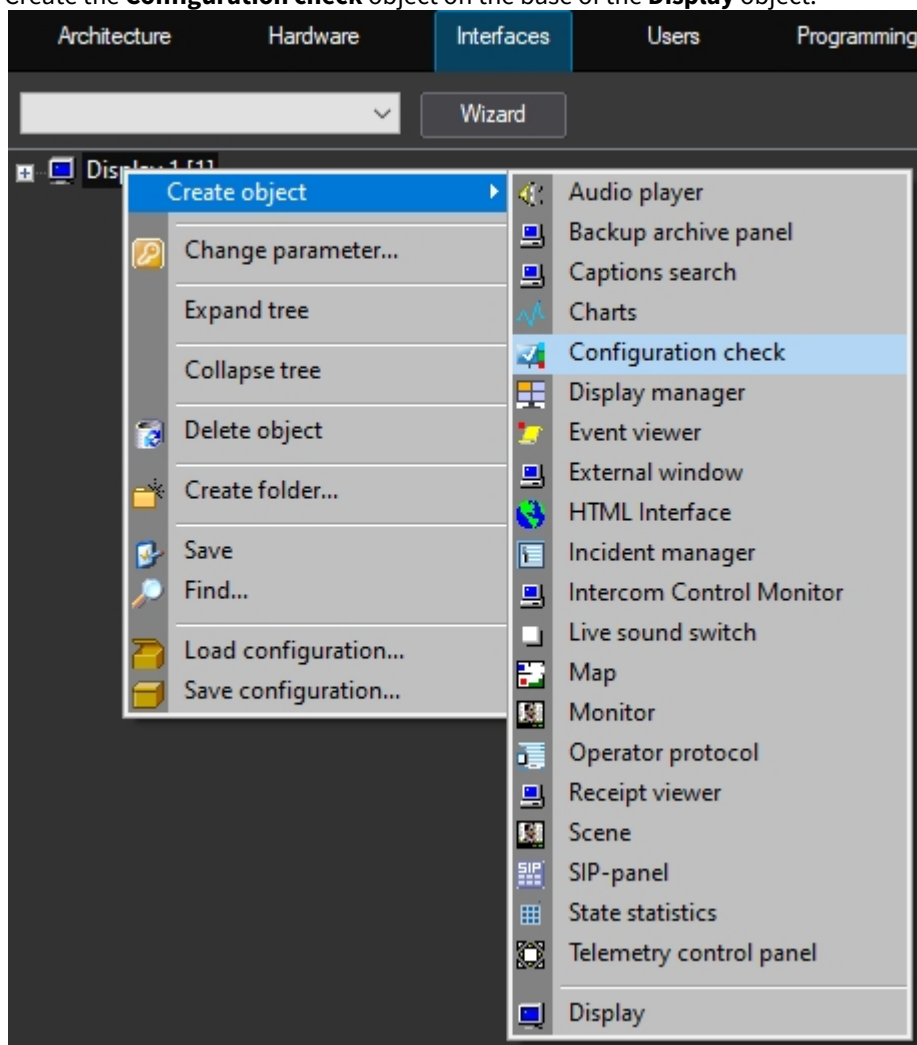 Create the Configuration check object on the base of the Display object.
Architecture Hardware Interfaces Users Programming
Wizard
Display 1 [1]
Create object
Change parameter...
Expand tree
Collapse tree
Delete object
Create folder...
Save
Find...
Load configuration...
Save configuration...
Audio player
Backup archive panel
Captions search
Charts
Configuration check
Display manager
Event viewer
External window
HTML Interface
Incident manager
Intercom Control Monitor
Live sound switch
Map
Monitor
Operator protocol
Receipt viewer
Scene
SIP
SIP-panel
State statistics
Telemetry control panel
Display